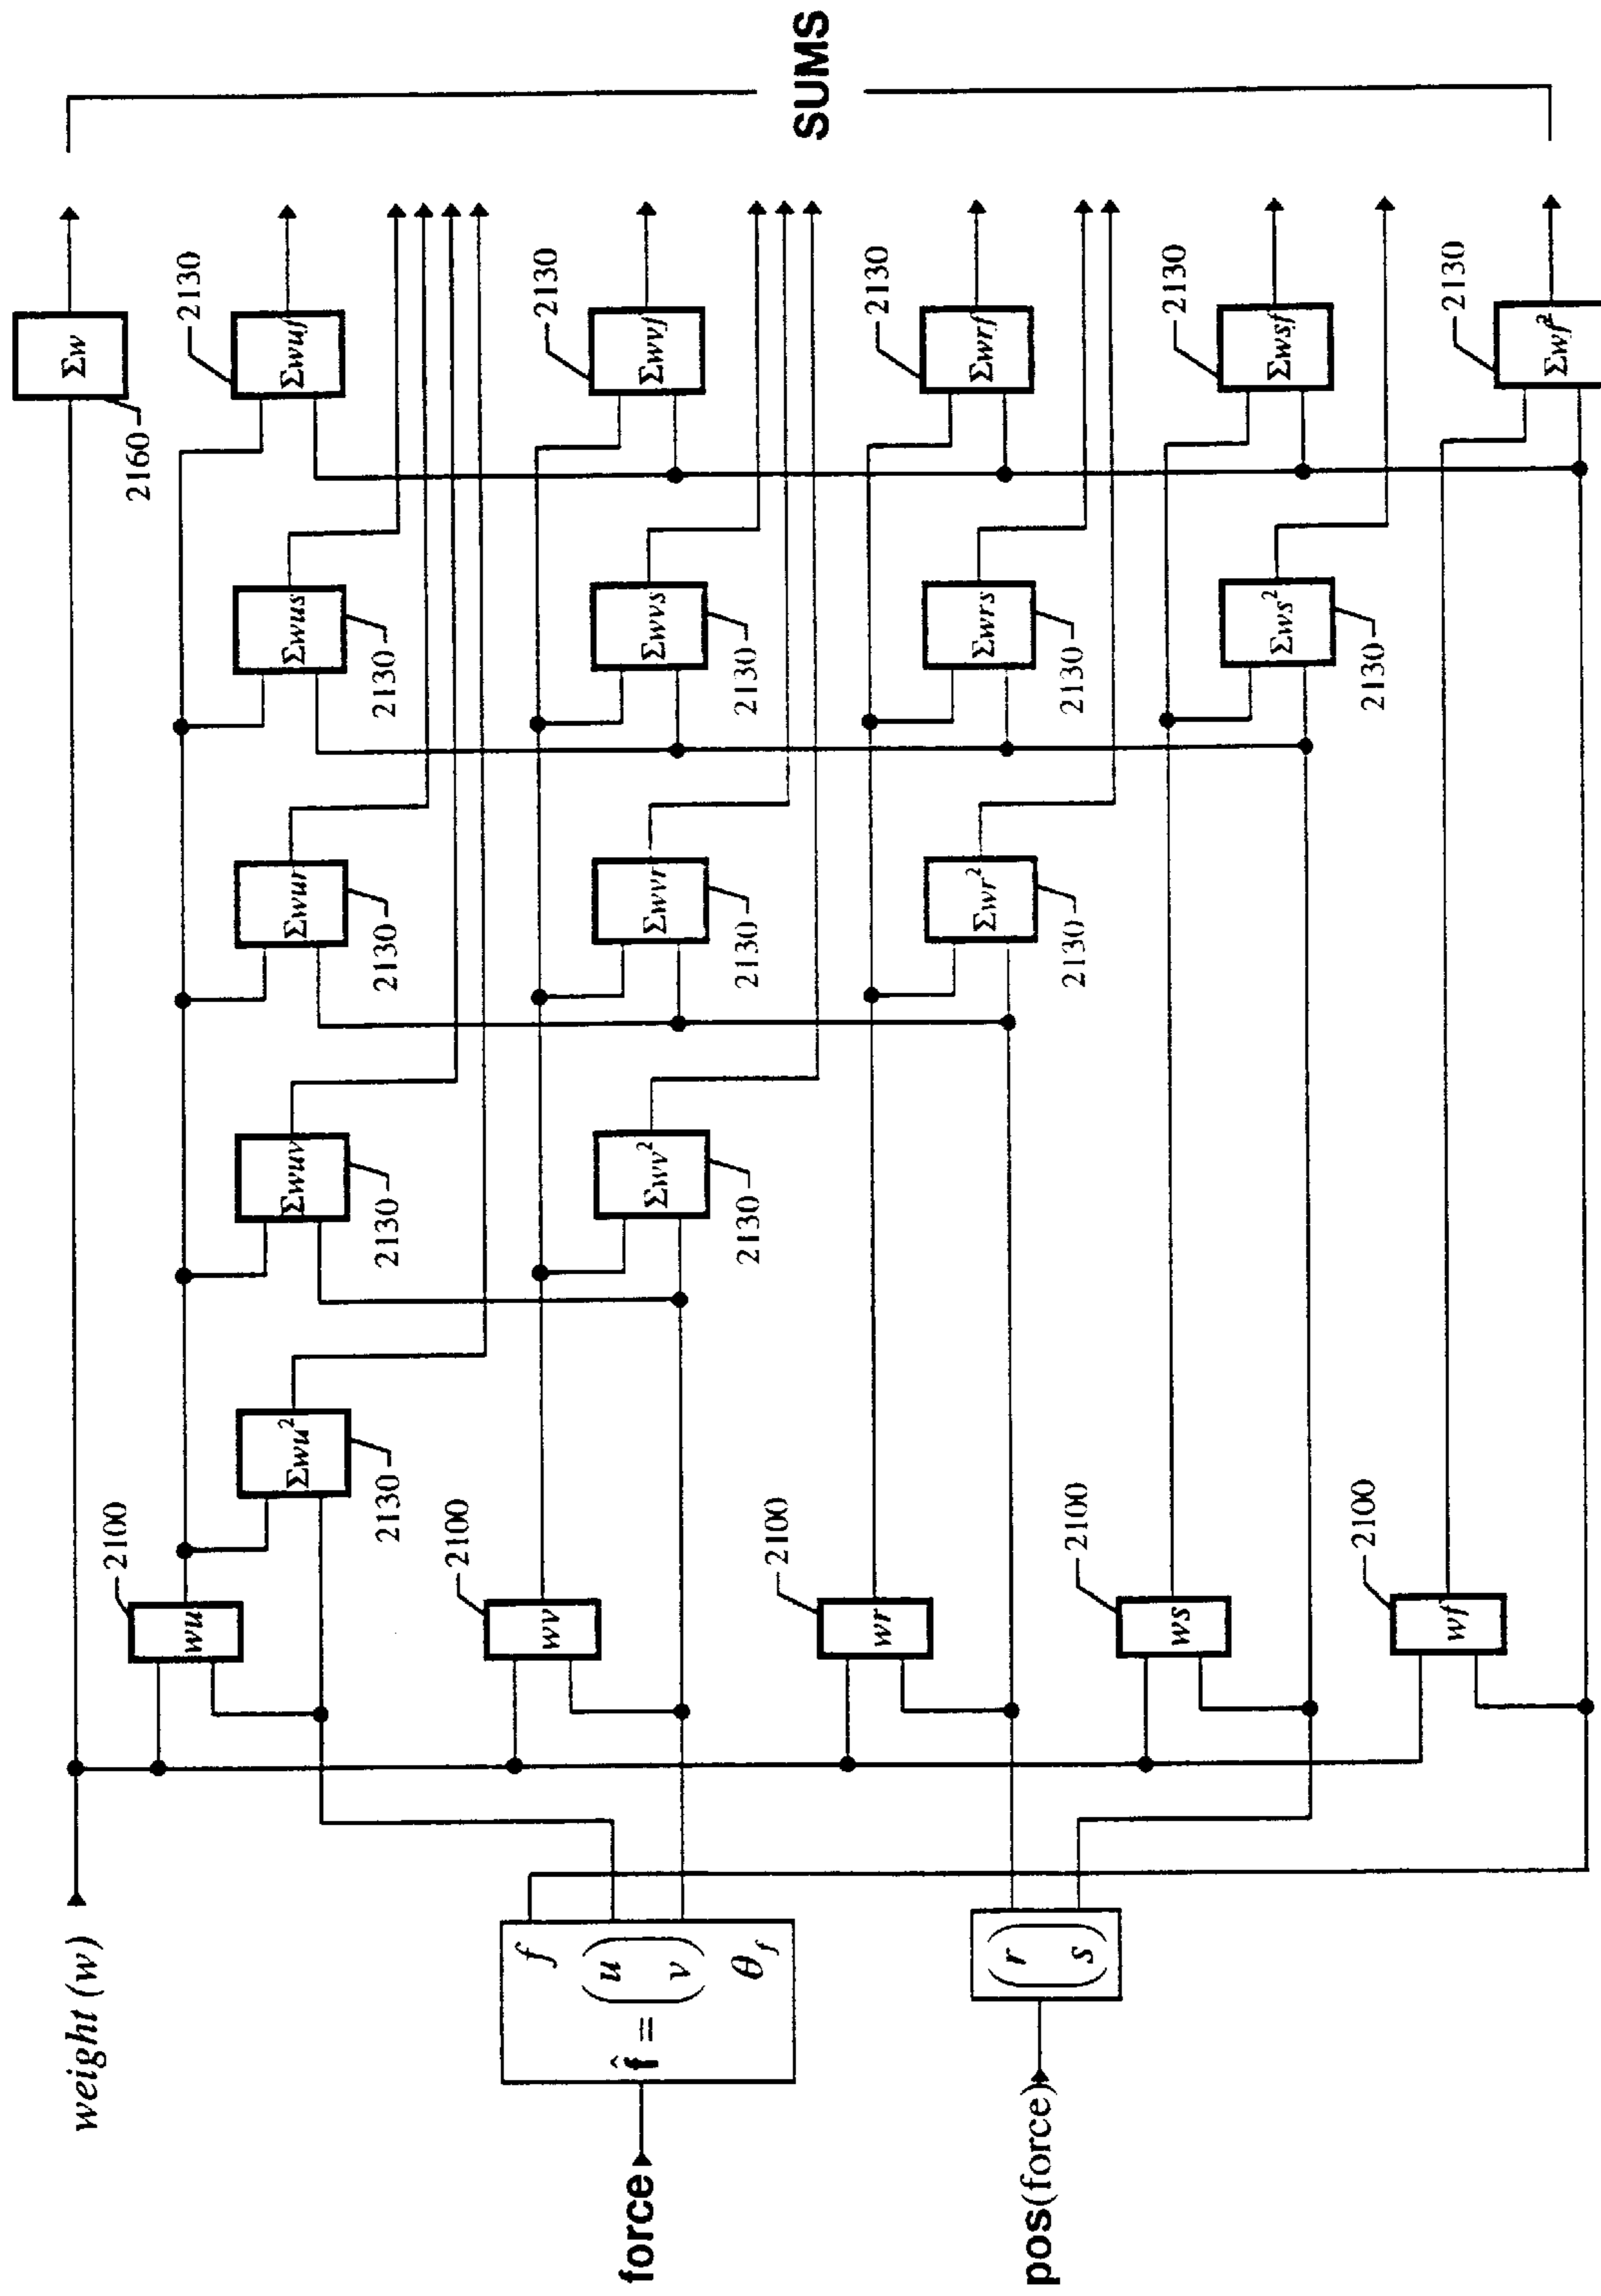 weight (w)
Σw
2100
2160
wu
2130
Σwu²
Σwuv
Σwur
Σwus
Σwuf
2130
2130
2130
2130
2100
2130
force
f̂ =
f
(u
v)
θf
wv
Σwv²
Σwvr
Σwvs
Σwvf
2130
2130
2130
SUMS
2100
2130
pos(force)
(r
s)
wr
Σwr²
Σwrs
Σwrf
2130
2130
2100
2130
ws
Σws²
Σwsf
2130
2100
2130
wf
Σwf²